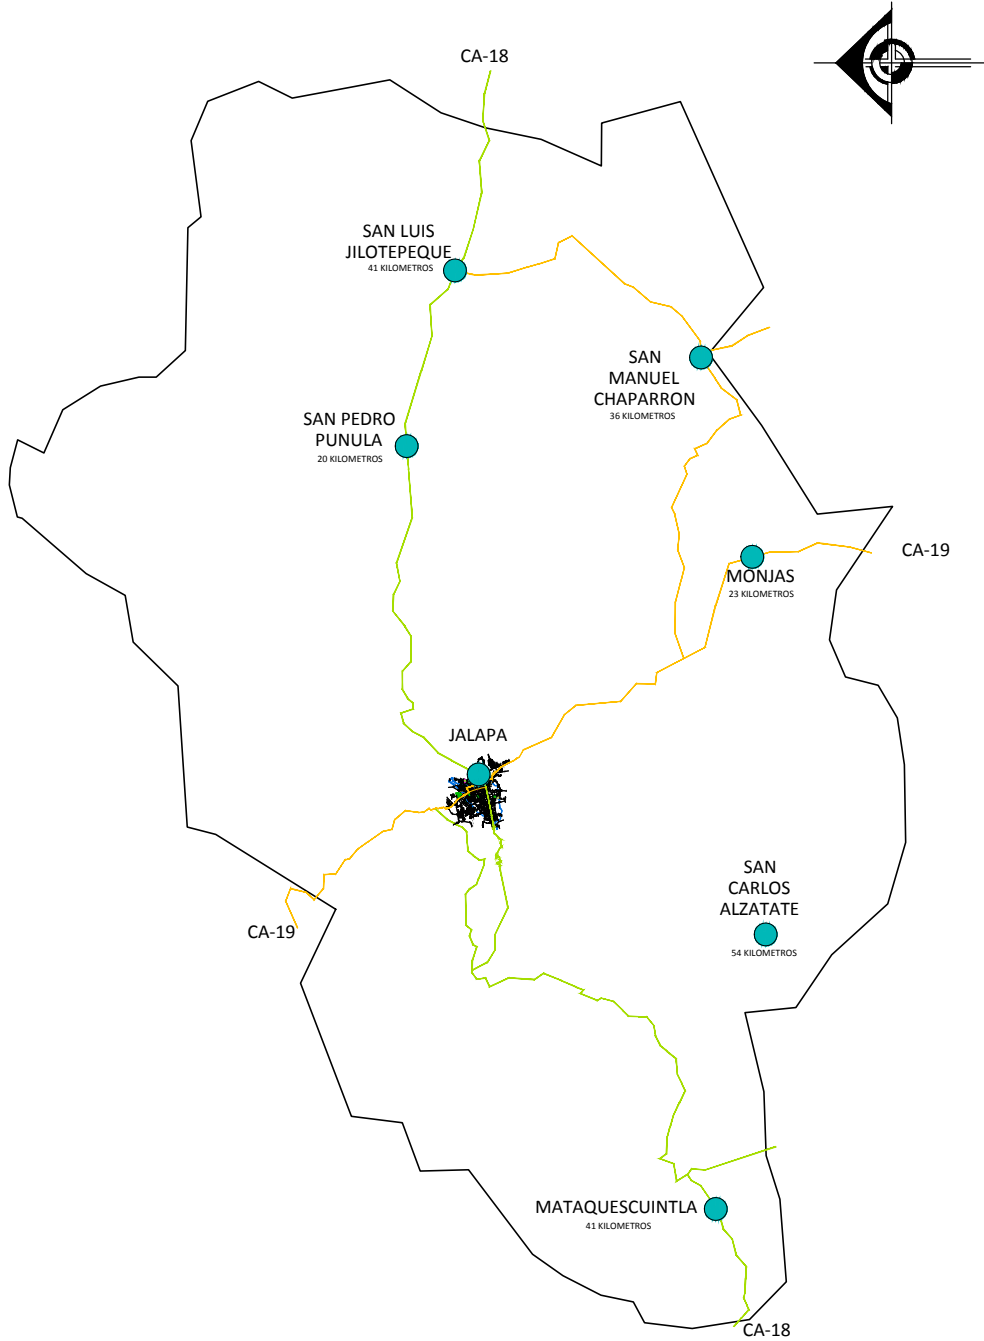 CA-18
SAN LUIS
JILOTEPEQUE
41 KILOMETROS
SAN
MANUEL
CHAPARRON
36 KILOMETROS
SAN PEDRO
PUNULA
20 KILOMETROS
CA-19
MONJAS
23 KILOMETROS
JALAPA
SAN
CARLOS
ALZATATE
54 KILOMETROS
CA-19
MATAQUESCUINTLA
41 KILOMETROS
CA-18